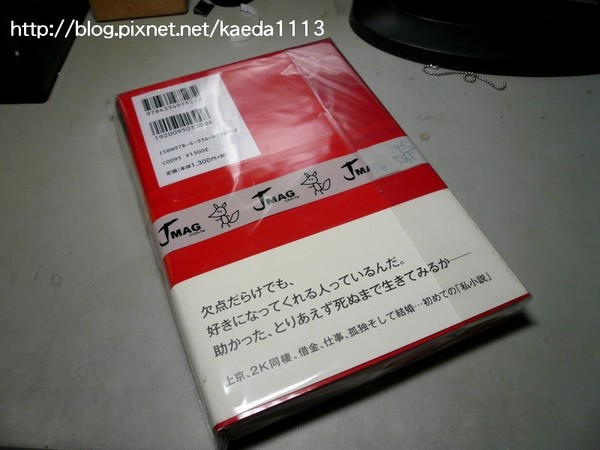 http://blog.pixnet.net/kaeda1113
9784334975272
1920095013008
ISBN978-4-334-97527-2
C0095 ¥1300E
定価(本体1,300円+税)
JMAG JMAG JMAG
欠点だらけでも、
好きになってくれる人っているんだ。
助かった、とりあえず死ぬまで生きてみるか——
上京、2K同棲、借金、仕事、孤独そして結婚…初めての「私小説」